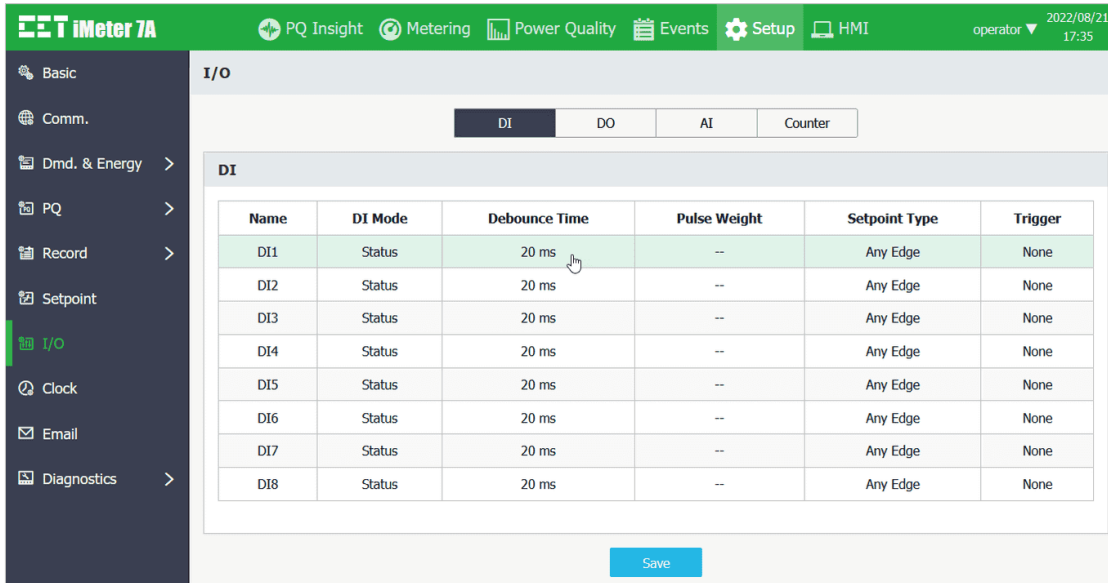 CET iMeter 7A
PQ Insight Metering Power Quality Events Setup HMI
operator ▼ 2022/08/21 17:35
Basic
Comm.
Dmd. & Energy >
PQ >
Record >
Setpoint
I/O
Clock
Email
Diagnostics >
I/O
DI DO AI Counter
DI
Name DI Mode Debounce Time Pulse Weight Setpoint Type Trigger
DI1 Status 20 ms -- Any Edge None
DI2 Status 20 ms -- Any Edge None
DI3 Status 20 ms -- Any Edge None
DI4 Status 20 ms -- Any Edge None
DI5 Status 20 ms -- Any Edge None
DI6 Status 20 ms -- Any Edge None
DI7 Status 20 ms -- Any Edge None
DI8 Status 20 ms -- Any Edge None
Save